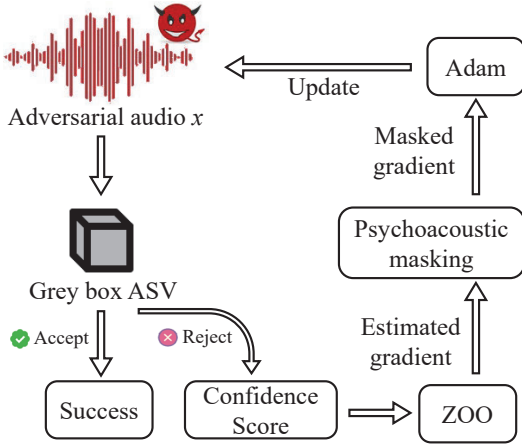 Adam
Update
Adversarial audio x
Masked
gradient
Psychoacoustic
masking
Grey box ASV
Accept
Reject
Estimated
gradient
Success
Confidence
Score
ZOO